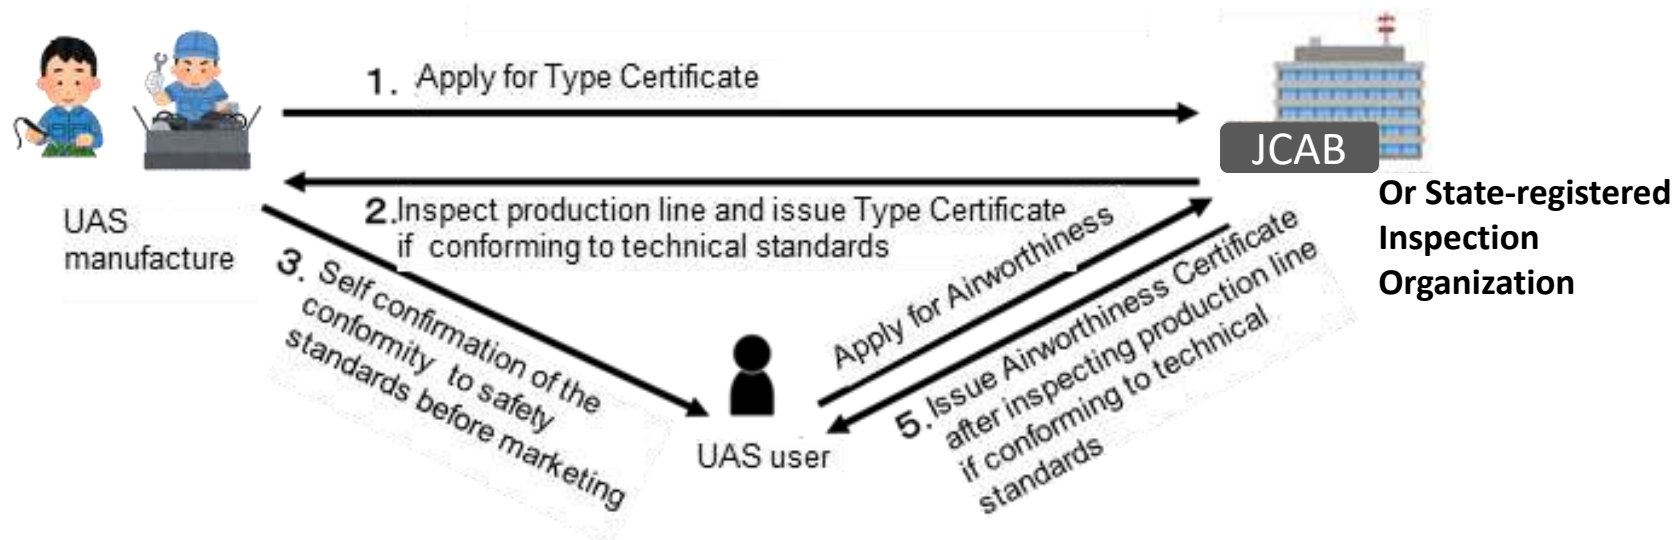 1. Apply for Type Certificate
JCAB
Or State-registered
Inspection
Organization
UAS
manufacture
2.Inspect production line and issue Type Certificate
if conforming to technical standards
3. Self confirmation of the
conformity to safety
standards before marketing
Apply for Airworthiness
5. Issue Airworthiness Certificate
after inspecting production line
if conforming to technical
standards
UAS user